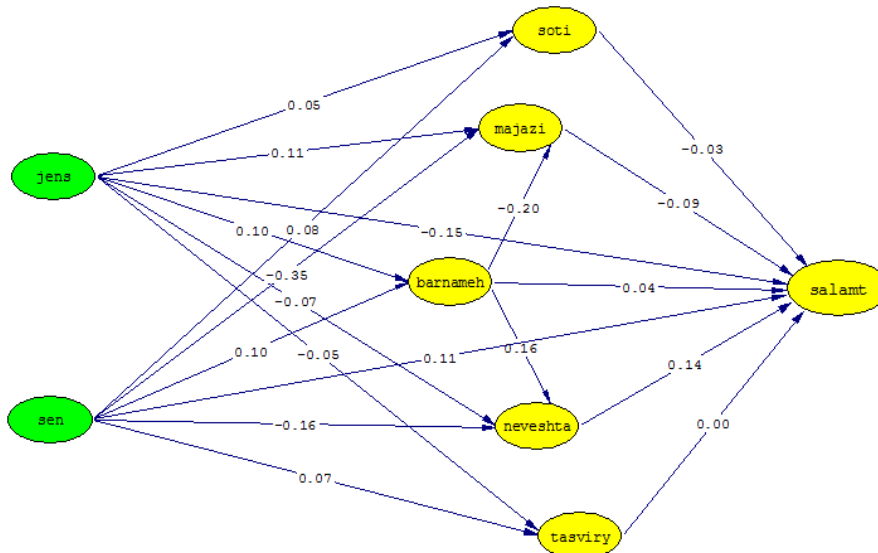 soti
0.05
majazi
-0.03
0.11
jens
-0.20
-0.09
0.08
0.10
-0.15
-0.35
barnameh
0.04
salamt
-0.07
0.10
-0.05
0.16
0.11
0.14
sen
-0.16
neveshta
0.00
0.07
tasviry